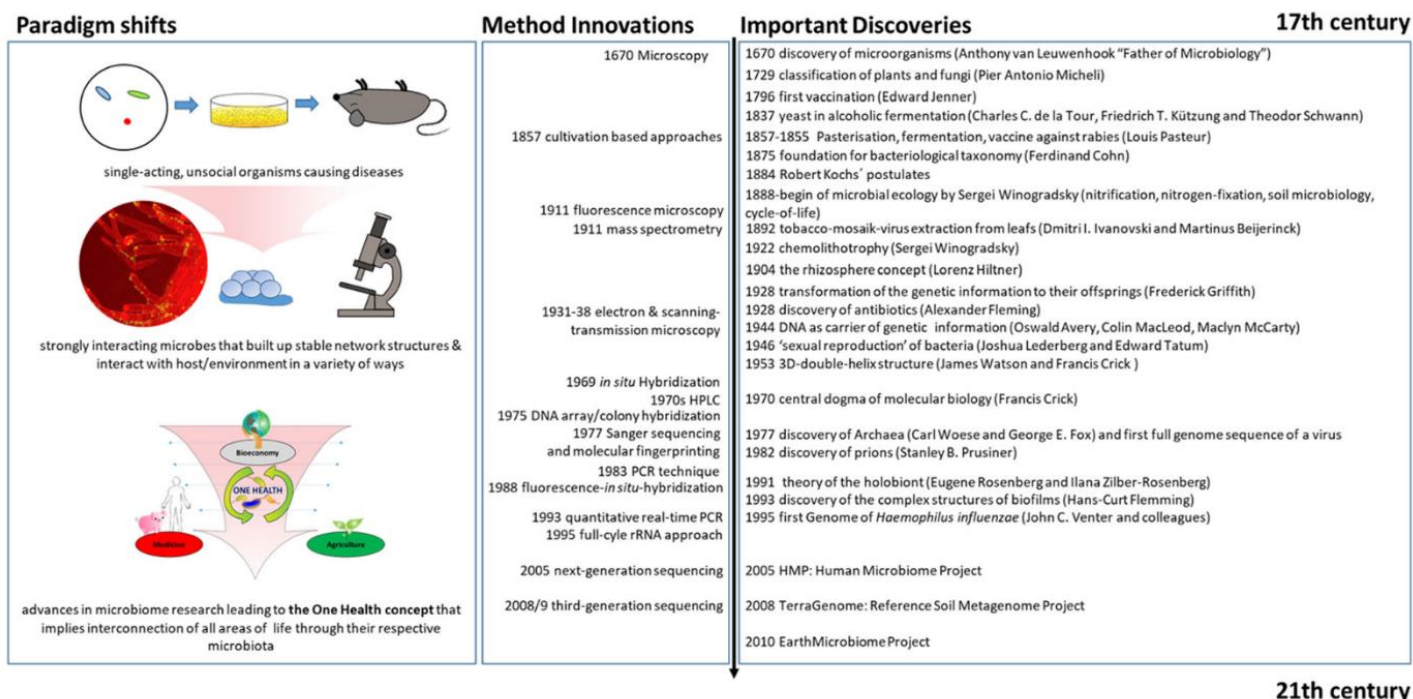 Paradigm shifts
Method Innovations
Important Discoveries
17th century
single-acting, unsocial organisms causing diseases
strongly interacting microbes that built up stable network structures &
interact with host/environment in a variety of ways
Bioeconomy
ONE HEALTH
Medicine
Agriculture
advances in microbiome research leading to the One Health concept that
implies interconnection of all areas of life through their respective
microbiota
1670 Microscopy
1857 cultivation based approaches
1911 fluorescence microscopy
1911 mass spectrometry
1931-38 electron & scanning-
transmission microscopy
1969 in situ Hybridization
1970s HPLC
1975 DNA array/colony hybridization
1977 Sanger sequencing
and molecular fingerprinting
1983 PCR technique
1988 fluorescence-in situ-hybridization
1993 quantitative real-time PCR
1995 full-cyle rRNA approach
2005 next-generation sequencing
2008/9 third-generation sequencing
1670 discovery of microorganisms (Anthony van Leuwenhook “Father of Microbiology”)
1729 classification of plants and fungi (Pier Antonio Micheli)
1796 first vaccination (Edward Jenner)
1837 yeast in alcoholic fermentation (Charles C. de la Tour, Friedrich T. Kützung and Theodor Schwann)
1857-1855 Pasterisation, fermentation, vaccine against rabies (Louis Pasteur)
1875 foundation for bacteriological taxonomy (Ferdinand Cohn)
1884 Robert Kochs´ postulates
1888-begin of microbial ecology by Sergei Winogradsky (nitrification, nitrogen-fixation, soil microbiology,
cycle-of-life)
1892 tobacco-mosaik-virus extraction from leafs (Dmitri I. Ivanovski and Martinus Beijerinck)
1922 chemolithotrophy (Sergei Winogradsky)
1904 the rhizosphere concept (Lorenz Hiltner)
1928 transformation of the genetic information to their offsprings (Frederick Griffith)
1928 discovery of antibiotics (Alexander Fleming)
1944 DNA as carrier of genetic information (Oswald Avery, Colin MacLeod, Maclyn McCarty)
1946 ‘sexual reproduction’ of bacteria (Joshua Lederberg and Edward Tatum)
1953 3D-double-helix structure (James Watson and Francis Crick )
1970 central dogma of molecular biology (Francis Crick)
1977 discovery of Archaea (Carl Woese and George E. Fox) and first full genome sequence of a virus
1982 discovery of prions (Stanley B. Prusiner)
1991 theory of the holobiont (Eugene Rosenberg and Ilana Zilber-Rosenberg)
1993 discovery of the complex structures of biofilms (Hans-Curt Flemming)
1995 first Genome of Haemophilus influenzae (John C. Venter and colleagues)
2005 HMP: Human Microbiome Project
2008 TerraGenome: Reference Soil Metagenome Project
2010 EarthMicrobiome Project
21th century